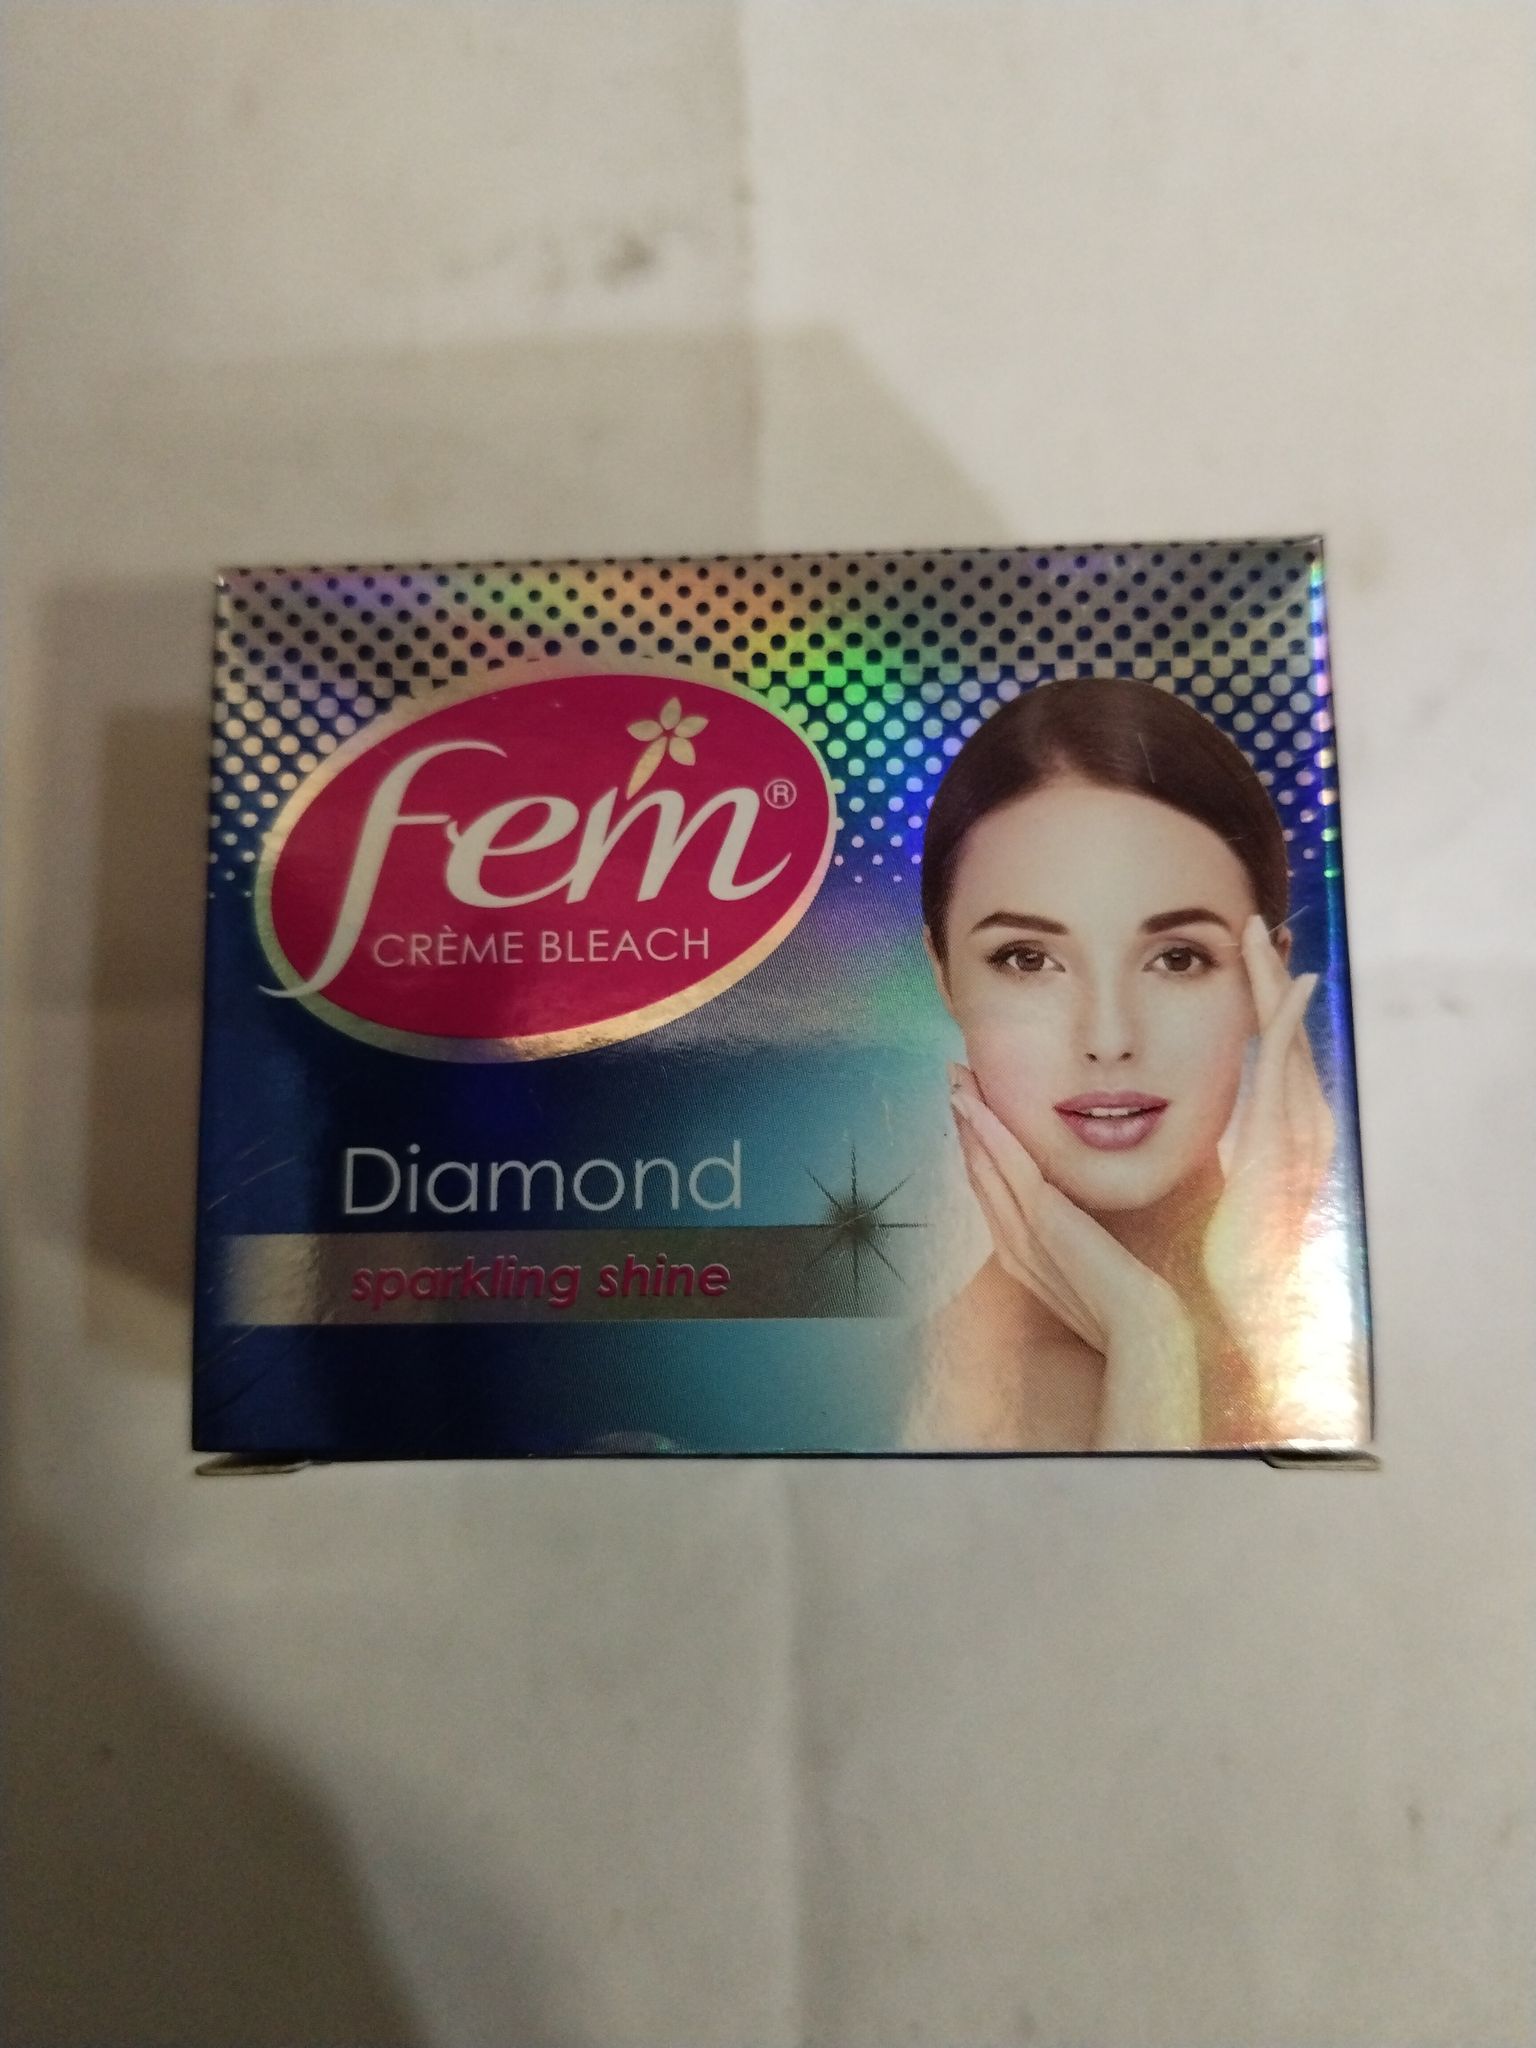 fem®
CRÈME BLEACH
Diamond
sparkling shine